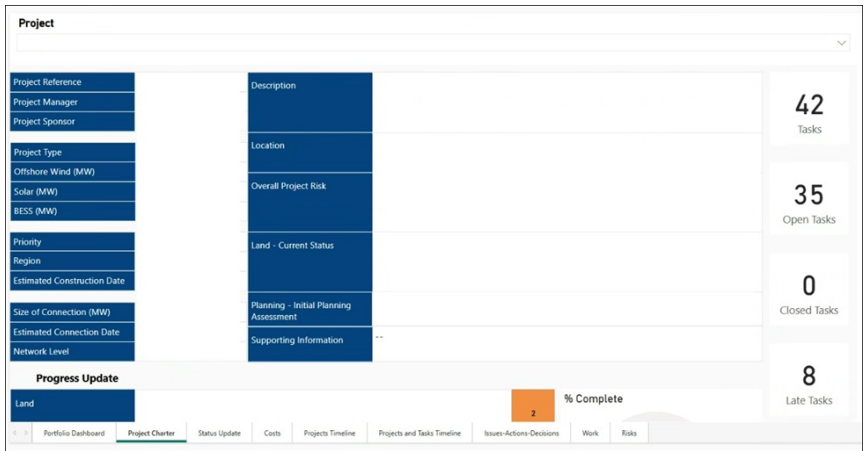 Project
Project Reference
Project Manager
Project Sponsor
Project Type
Offshore Wind (MW)
Solar (MW)
BESS (MW)
Priority
Region
Estimated Construction Date
Size of Connection (MW)
Estimated Connection Date
Network Level
Description
Location
Overall Project Risk
Land - Current Status
Planning - Initial Planning
Assessment
Supporting Information
--
42
Tasks
35
Open Tasks
0
Closed Tasks
8
Late Tasks
Progress Update
Land
2
% Complete
Portfolio Dashboard
Project Charter
Status Update
Costs
Projects Timeline
Projects and Tasks Timeline
Issues-Actions-Decisions
Work
Risks